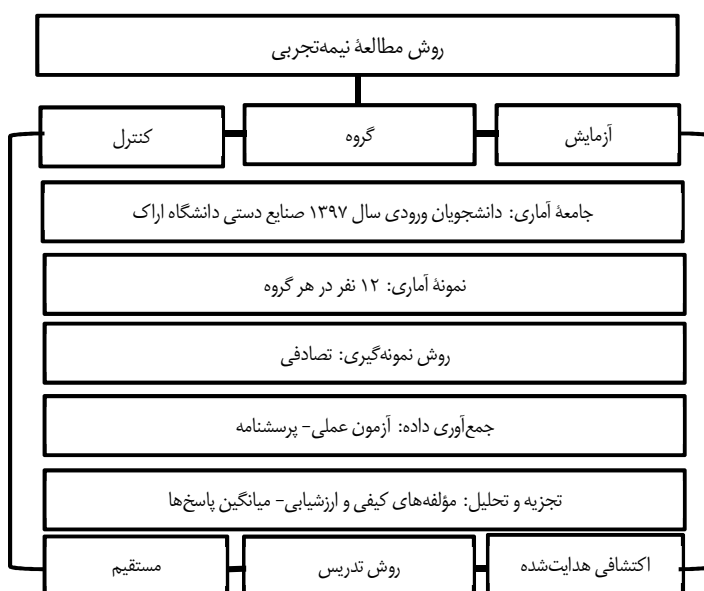 روش مطالعهٔ نیمه‌تجربی
آزمایش گروه کنترل
جامعهٔ آماری: دانشجویان ورودی سال ۱۳۹۷ صنایع دستی دانشگاه اراک
نمونهٔ آماری: ۱۲ نفر در هر گروه
روش نمونه‌گیری: تصادفی
جمع‌آوری داده: آزمون عملی- پرسشنامه
تجزیه و تحلیل: مؤلفه‌های کیفی و ارزشیابی- میانگین پاسخ‌ها
اکتشافی هدایت‌شده روش تدریس مستقیم